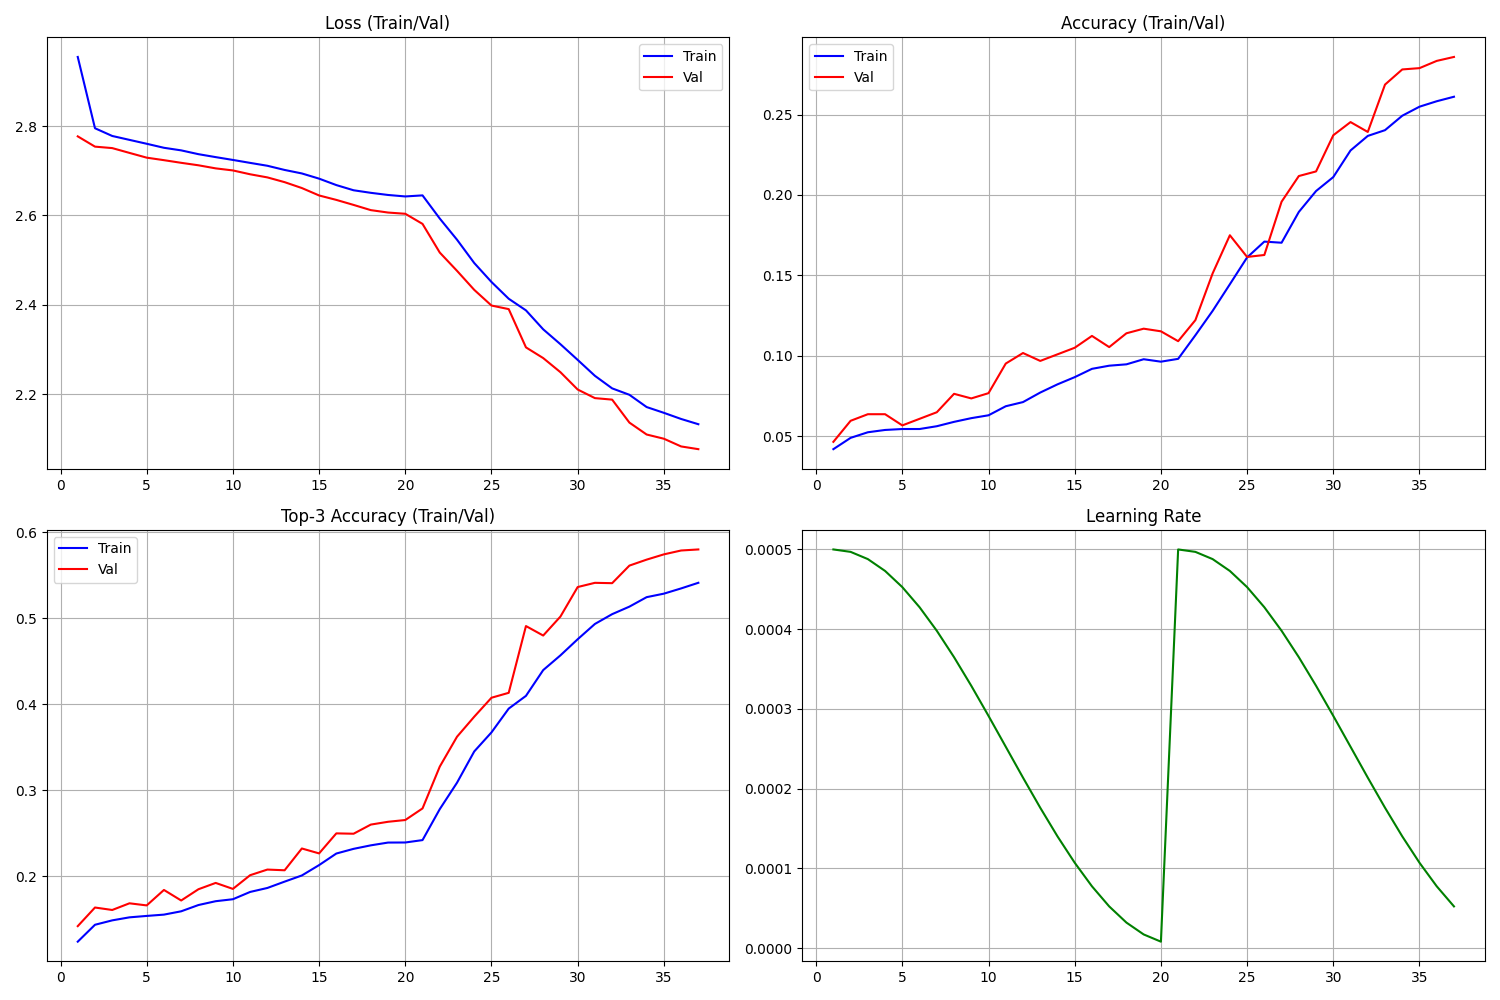 Loss (Train/Val)
Train
Val
2.8
2.6
2.4
2.2
0 5 10 15 20 25 30 35
Accuracy (Train/Val)
Train
Val
0.25
0.20
0.15
0.10
0.05
0 5 10 15 20 25 30 35
Top-3 Accuracy (Train/Val)
Train
Val
0.6
0.5
0.4
0.3
0.2
0 5 10 15 20 25 30 35
Learning Rate
0.0005
0.0004
0.0003
0.0002
0.0001
0.0000
0 5 10 15 20 25 30 35